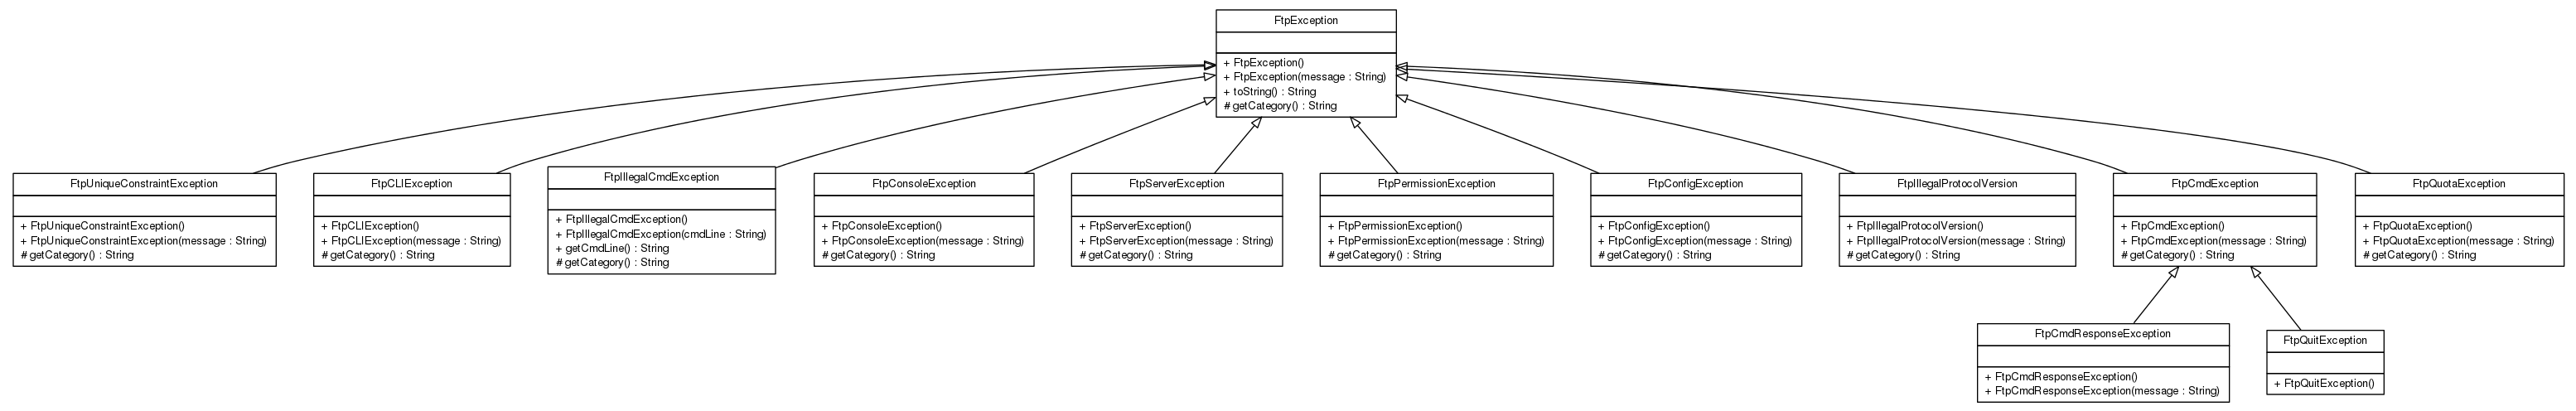 FtpException
+ FtpException()
+ FtpException(message : String)
+ toString() : String
# getCategory() : String
FtpUniqueConstraintException
+ FtpUniqueConstraintException()
+ FtpUniqueConstraintException(message : String)
# getCategory() : String
FtpCLIException
+ FtpCLIException()
+ FtpCLIException(message : String)
# getCategory() : String
FtpIllegalCmdException
+ FtpIllegalCmdException()
+ FtpIllegalCmdException(cmdLine : String)
+ getCmdLine() : String
# getCategory() : String
FtpConsoleException
+ FtpConsoleException()
+ FtpConsoleException(message : String)
# getCategory() : String
FtpServerException
+ FtpServerException()
+ FtpServerException(message : String)
# getCategory() : String
FtpPermissionException
+ FtpPermissionException()
+ FtpPermissionException(message : String)
# getCategory() : String
FtpConfigException
+ FtpConfigException()
+ FtpConfigException(message : String)
# getCategory() : String
FtpIllegalProtocolVersion
+ FtpIllegalProtocolVersion()
+ FtpIllegalProtocolVersion(message : String)
# getCategory() : String
FtpCmdException
+ FtpCmdException()
+ FtpCmdException(message : String)
# getCategory() : String
FtpQuotaException
+ FtpQuotaException()
+ FtpQuotaException(message : String)
# getCategory() : String
FtpCmdResponseException
+ FtpCmdResponseException()
+ FtpCmdResponseException(message : String)
FtpQuitException
+ FtpQuitException()